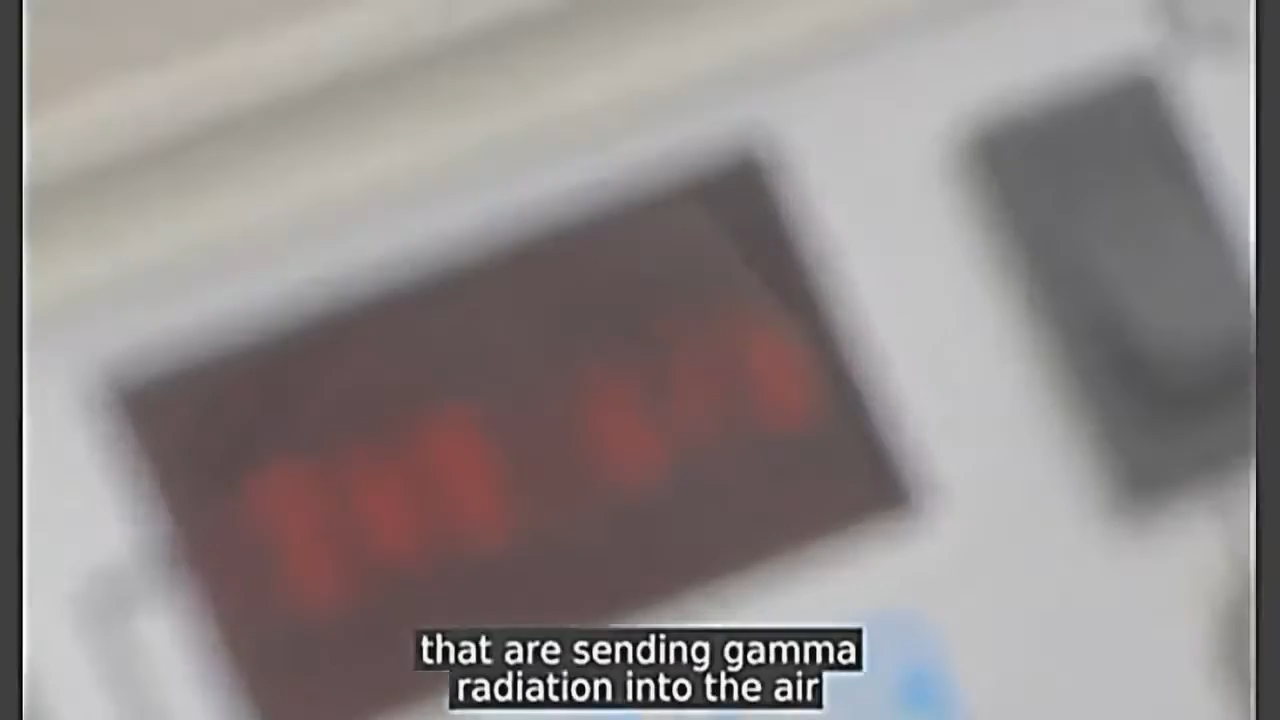 that are sending gamma
radiation into the air